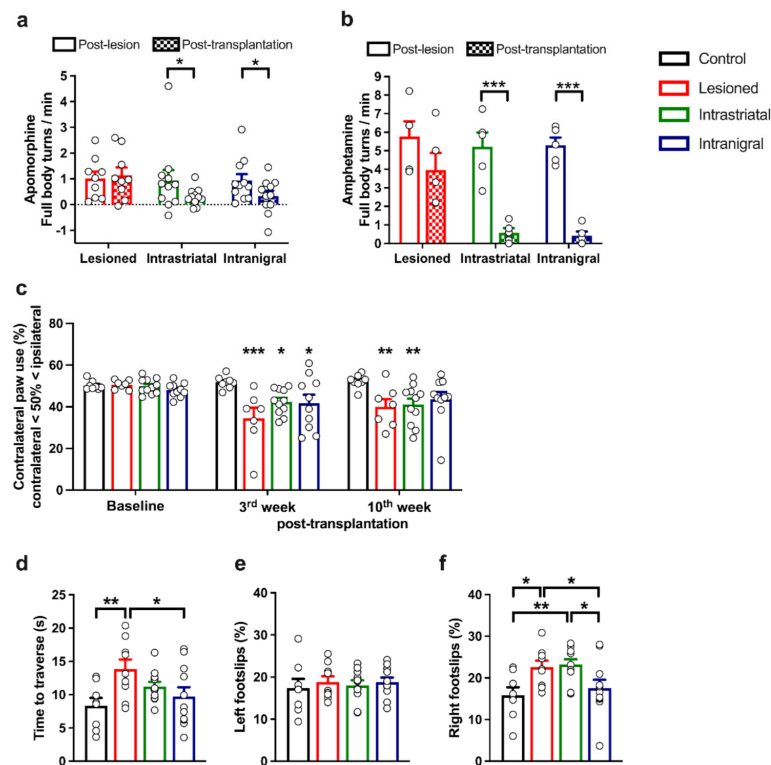 a
Post-lesion Post-transplantation
* *
Apomorphine
Full body turns / min
5
4
3
2
1
0
-1
Lesioned Intrastriatal Intranigral
b
Post-lesion Post-transplantation
*** ***
Amphetamine
Full body turns / min
9
8
7
6
5
4
3
2
1
0
Lesioned Intrastriatal Intranigral
Control
Lesioned
Intrastriatal
Intranigral
c
Contralateral paw use (%)
contralateral < 50% < ipsilateral
80
60
40
20
0
*** * * ** **
Baseline 3rd week 10th week
post-transplantation
d
Time to traverse (s)
25
20
15
10
5
0
** *
e
Left footslips (%)
40
30
20
10
0
f
Right footslips (%)
40
30
20
10
0
* *
** *